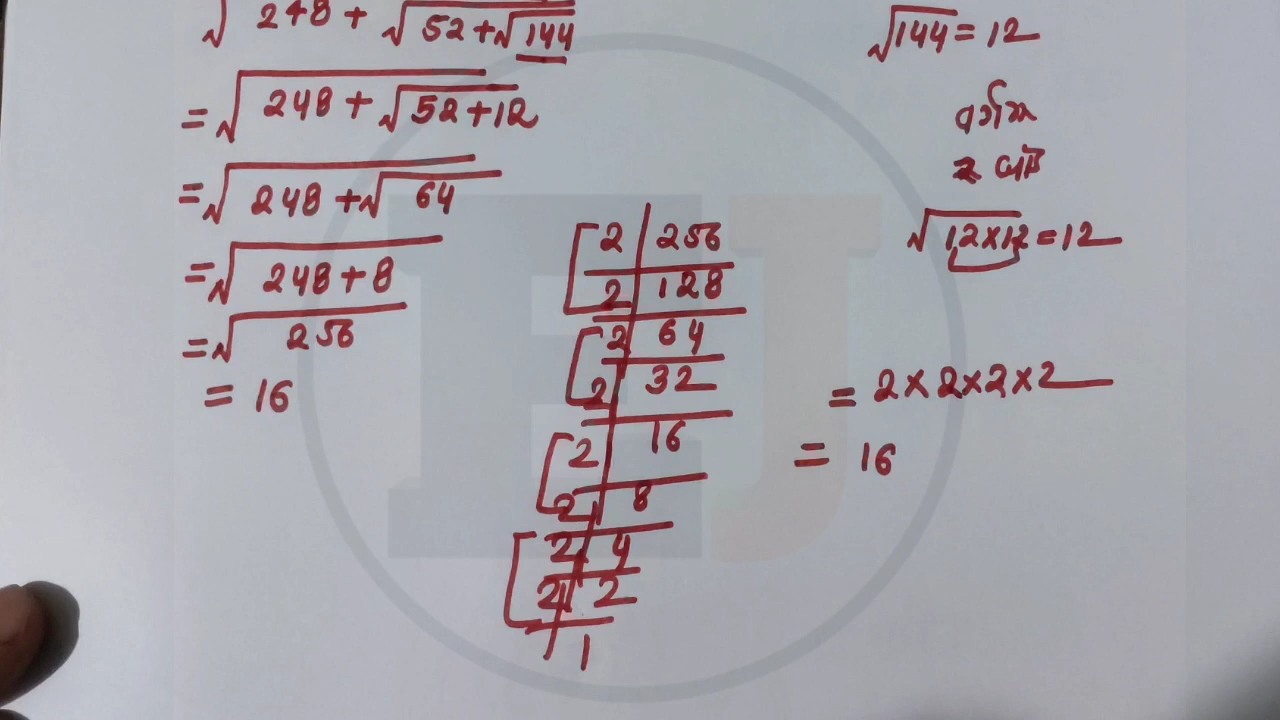 √248 + √52+√144
= √248 + √52+12
= √248 + √64
= √248 + 8
= √256
= 16
2 | 256
2 | 128
2 | 64
2 | 32
2 | 16
2 | 8
2 | 4
2 | 2
1
√144 = 12
√12×12 = 12
= 2×2×2×2
= 16
EJ